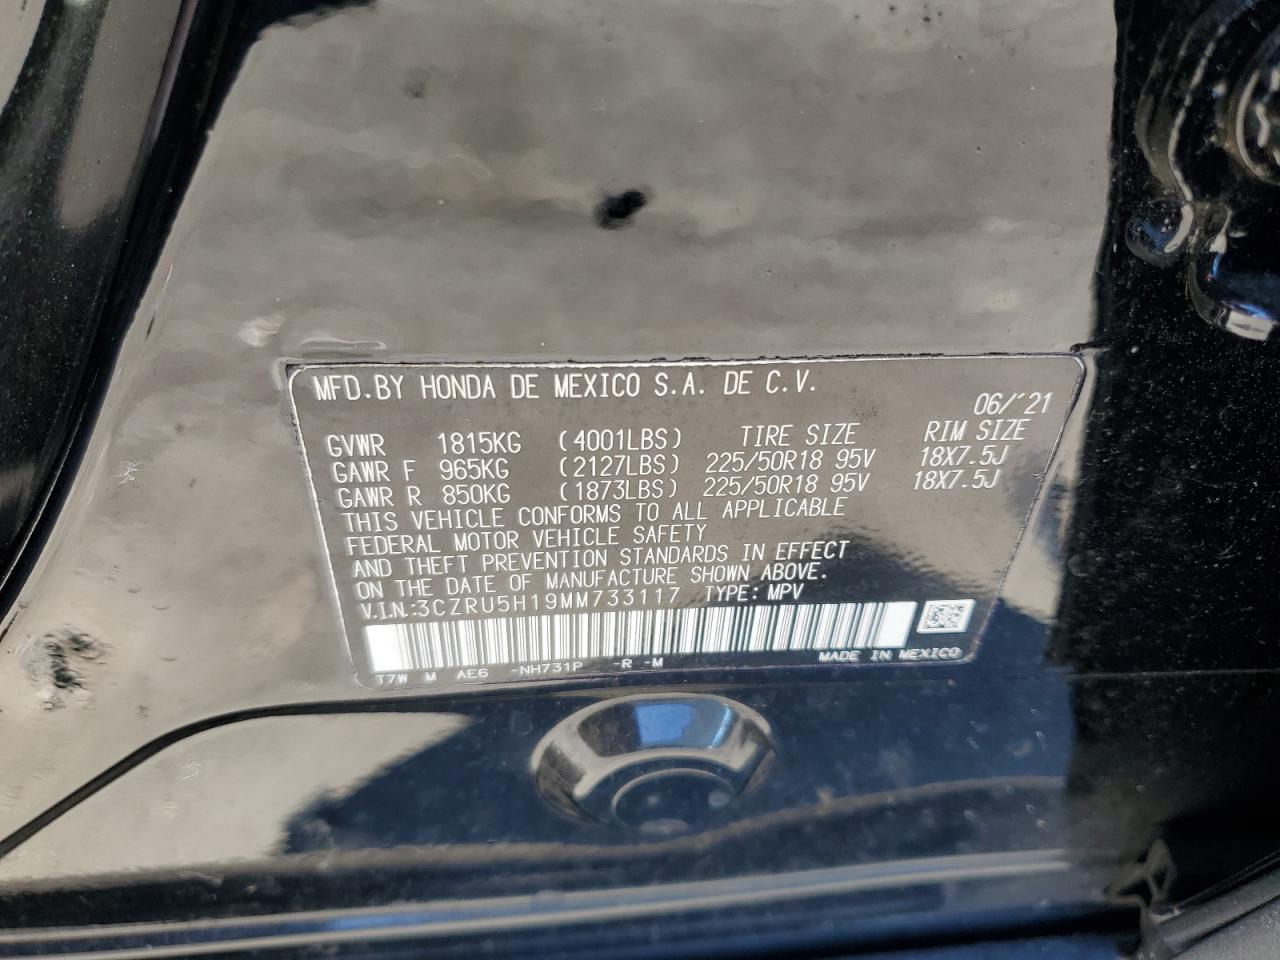 MFD.BY HONDA DE MEXICO S.A. DE C.V.
06/'21
GVWR 1815KG (4001LBS) TIRE SIZE RIM SIZE
GAWR F 965KG (2127LBS) 225/50R18 95V 18X7.5J
GAWR R 850KG (1873LBS) 225/50R18 95V 18X7.5J
THIS VEHICLE CONFORMS TO ALL APPLICABLE
FEDERAL MOTOR VEHICLE SAFETY
AND THEFT PREVENTION STANDARDS IN EFFECT
ON THE DATE OF MANUFACTURE SHOWN ABOVE.
V.I.N.:3CZRU5H19MM733117 TYPE: MPV
T7W M AE6 -NH731P -R -M MADE IN MEXICO